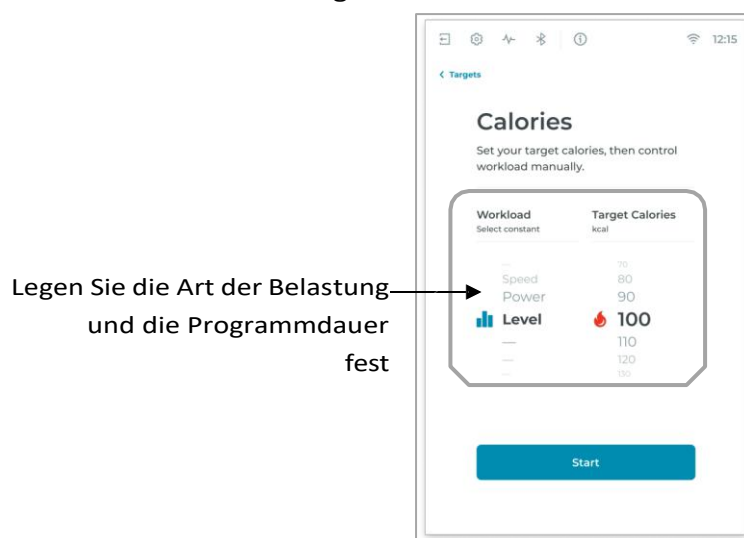 12:15
Targets
Calories
Set your target calories, then control
workload manually.
Workload
Target Calories
Select constant
kcal
70
Speed
80
Power
90
Level
100
110
120
130
Legen Sie die Art der Belastung
und die Programmdauer
fest
Start